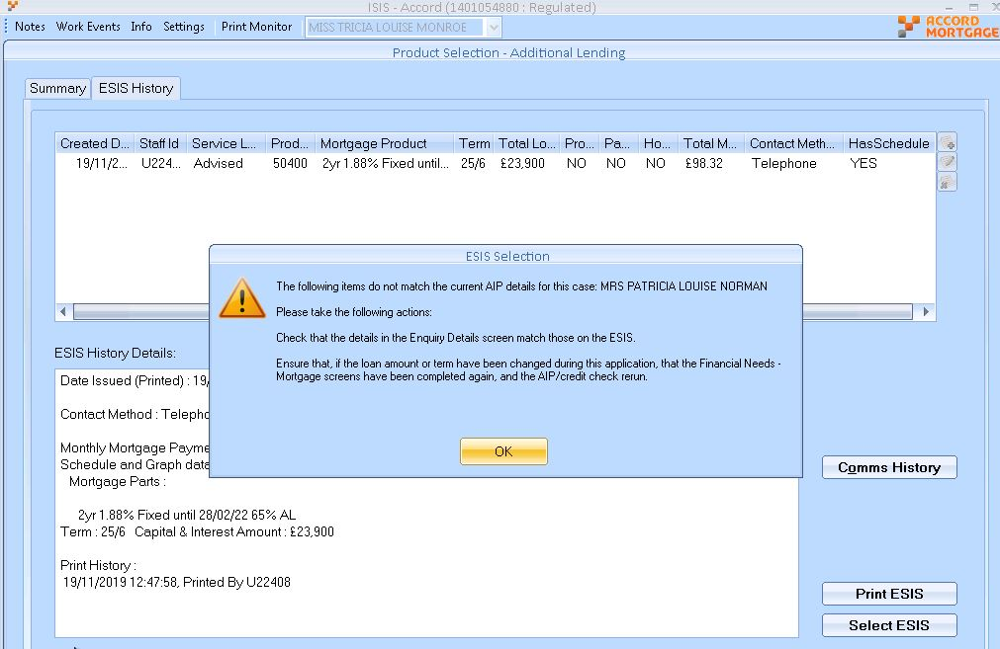 ISIS - Accord (1401054880 : Regulated)
Notes Work Events Info Settings Print Monitor MISS TRICIA LOUISE MONROE
ACCORD
MORTGAGE
Product Selection - Additional Lending
Summary ESIS History
Created D... Staff Id Service L... Prod... Mortgage Product Term Total Lo... Pro... Pa... Ho... Total M... Contact Meth... HasSchedule
19/11/2... U224... Advised 50400 2yr 1.88% Fixed until... 25/6 £23,900 NO NO NO £98.32 Telephone YES
ESIS Selection
The following items do not match the current AIP details for this case: MRS PATRICIA LOUISE NORMAN
Please take the following actions:
Check that the details in the Enquiry Details screen match those on the ESIS.
Ensure that, if the loan amount or term have been changed during this application, that the Financial Needs -
Mortgage screens have been completed again, and the AIP/credit check rerun.
OK
ESIS History Details:
Date Issued (Printed) : 19/
Contact Method : Telepho
Monthly Mortgage Payme
Schedule and Graph date
Mortgage Parts :
2yr 1.88% Fixed until 28/02/22 65% AL
Term : 25/6 Capital & Interest Amount : £23,900
Print History :
19/11/2019 12:47:58, Printed By U22408
Comms History
Print ESIS
Select ESIS